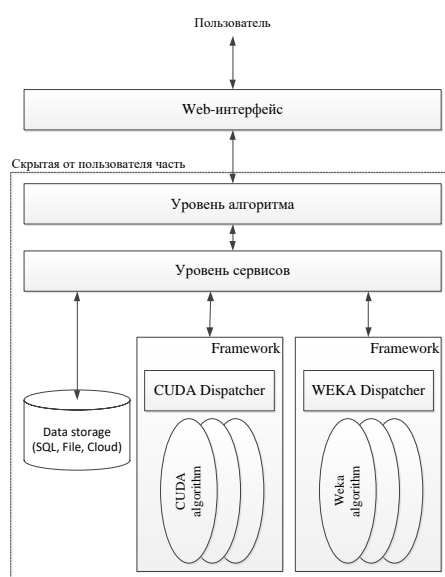 Пользователь
Web-интерфейс
Скрытая от пользователя часть
Уровень алгоритма
Уровень сервисов
Framework
Framework
CUDA Dispatcher
WEKA Dispatcher
Data storage
(SQL, File, Cloud)
CUDA
algorithm
Weka
algorithm